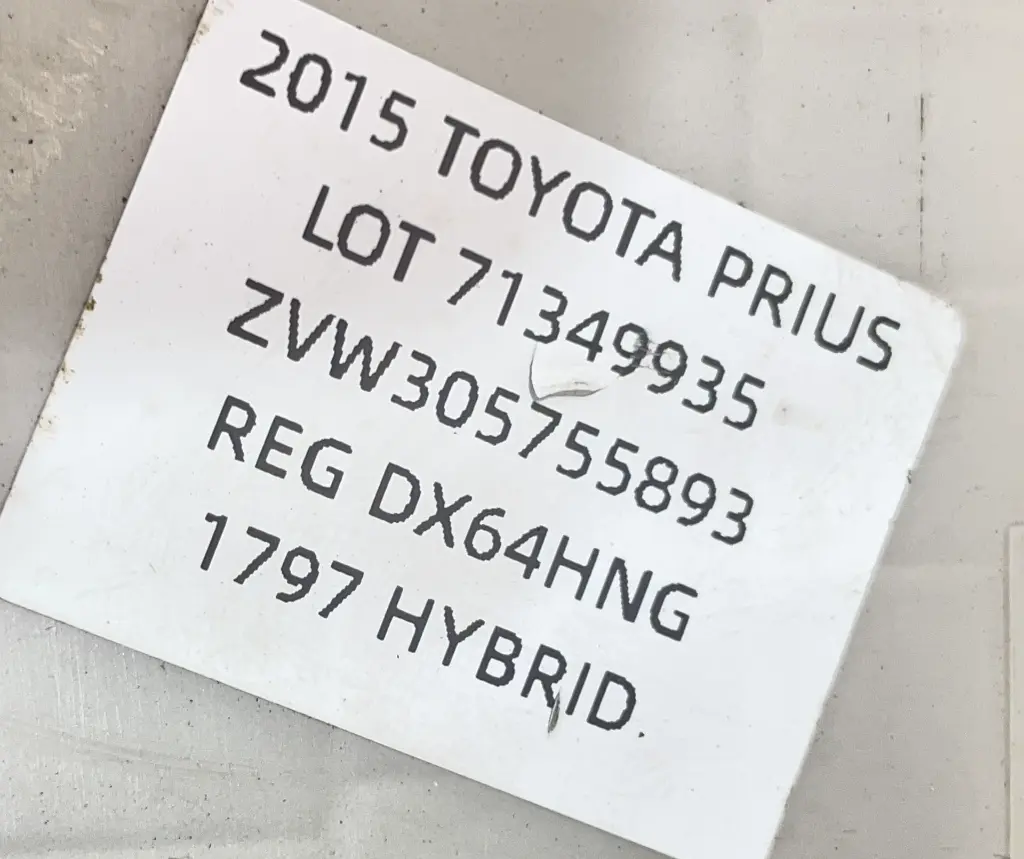 2015 TOYOTA PRIUS
LOT 71349935
ZVW305755893
REG DX64HNG
1797 HYBRID.